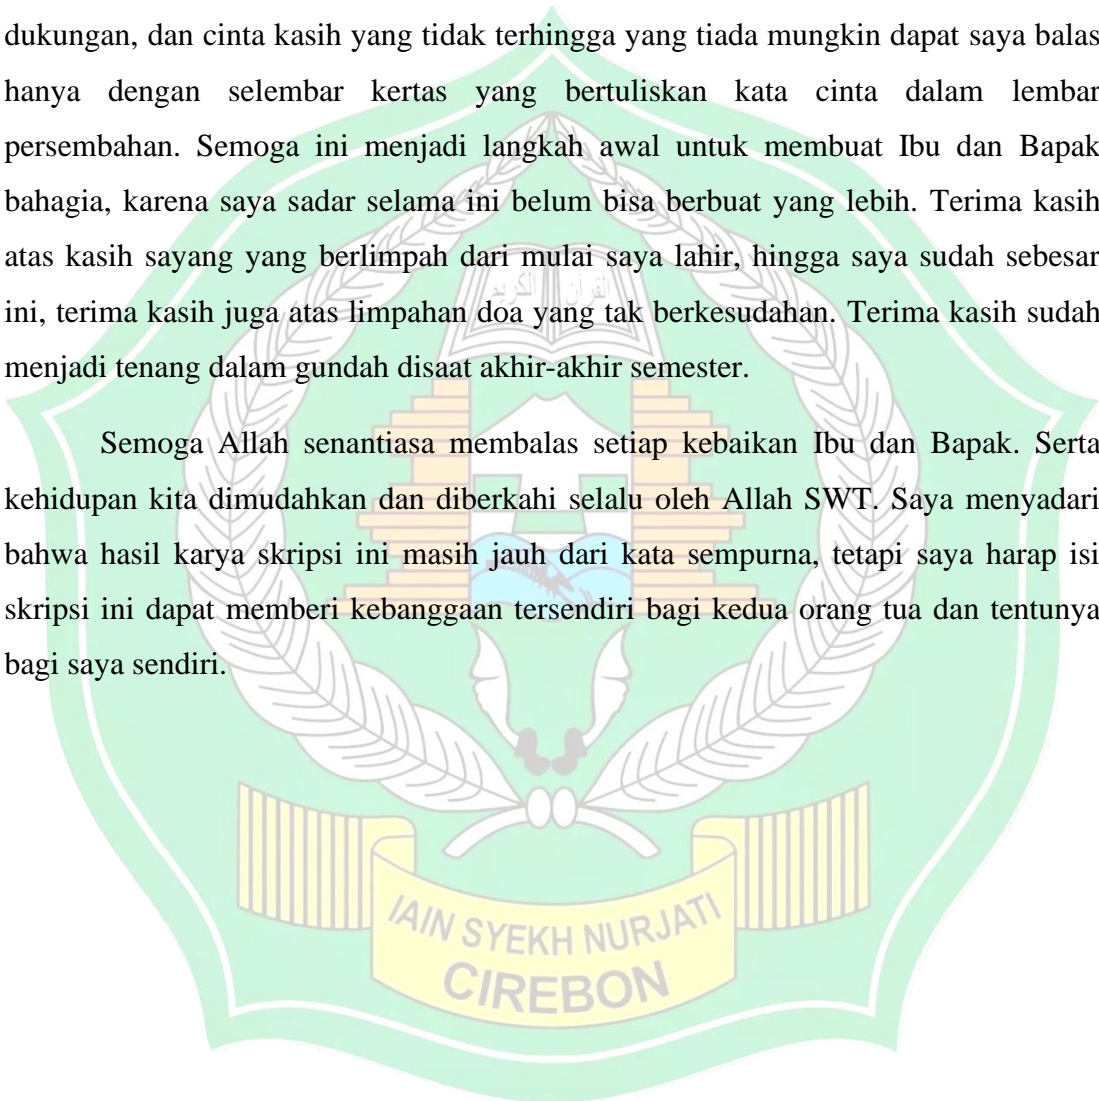 dukungan, dan cinta kasih yang tidak terhingga yang tiada mungkin dapat saya balas
hanya dengan selembar kertas yang bertuliskan kata cinta dalam lembar
persembahan. Semoga ini menjadi langkah awal untuk membuat Ibu dan Bapak
bahagia, karena saya sadar selama ini belum bisa berbuat yang lebih. Terima kasih
atas kasih sayang yang berlimpah dari mulai saya lahir, hingga saya sudah sebesar
ini, terima kasih juga atas limpahan doa yang tak berkesudahan. Terima kasih sudah
menjadi tenang dalam gundah disaat akhir-akhir semester.
Semoga Allah senantiasa membalas setiap kebaikan Ibu dan Bapak. Serta
kehidupan kita dimudahkan dan diberkahi selalu oleh Allah SWT. Saya menyadari
bahwa hasil karya skripsi ini masih jauh dari kata sempurna, tetapi saya harap isi
skripsi ini dapat memberi kebanggaan tersendiri bagi kedua orang tua dan tentunya
bagi saya sendiri.
IAIN SYEKH NURJATI
CIREBON